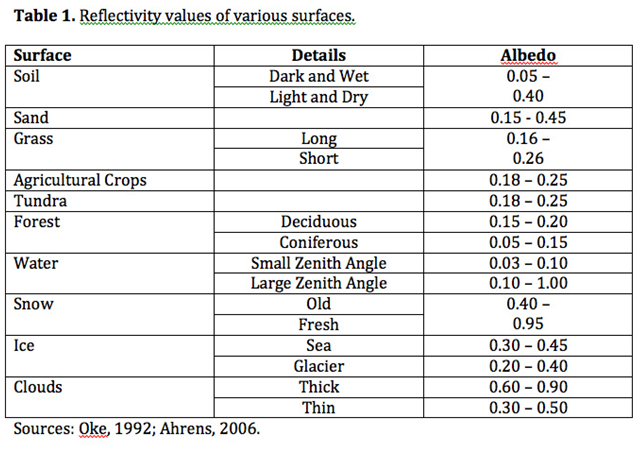 Table 1. Reflectivity values of various surfaces.
Surface Details Albedo
Soil Dark and Wet 0.05 –
Light and Dry 0.40
Sand 0.15 - 0.45
Grass Long 0.16 –
Short 0.26
Agricultural Crops 0.18 – 0.25
Tundra 0.18 – 0.25
Forest Deciduous 0.15 – 0.20
Coniferous 0.05 – 0.15
Water Small Zenith Angle 0.03 – 0.10
Large Zenith Angle 0.10 – 1.00
Snow Old 0.40 –
Fresh 0.95
Ice Sea 0.30 – 0.45
Glacier 0.20 – 0.40
Clouds Thick 0.60 – 0.90
Thin 0.30 – 0.50
Sources: Oke, 1992; Ahrens, 2006.